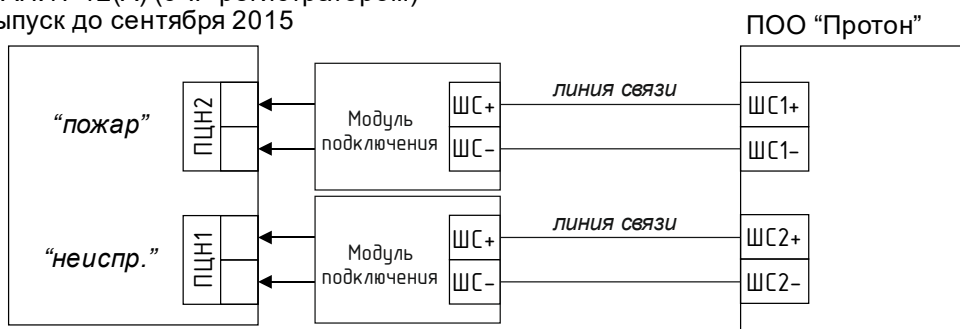 выпуск до сентября 2015
ПОО “Протон”
“пожар”
ПЦН2
Модуль
подключения
ШС+
ШС-
линия связи
ШС1+
ШС1-
“неиспр.”
ПЦН1
Модуль
подключения
ШС+
ШС-
линия связи
ШС2+
ШС2-